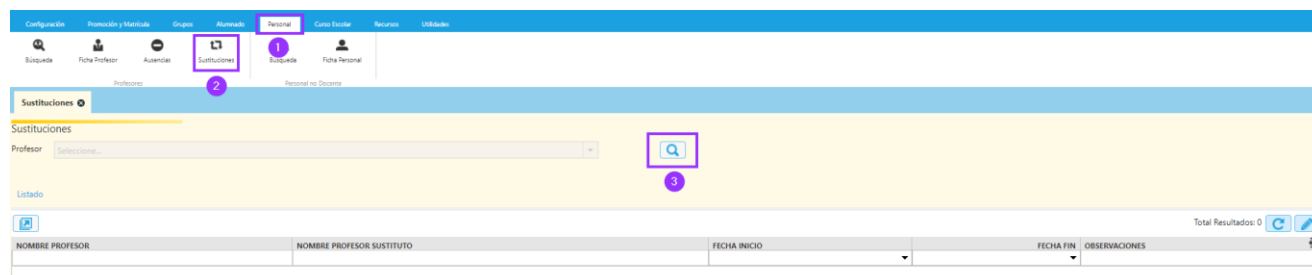 Configuración Promoción y Matrícula Grupos Alumnado Personal Curso Escolar Recursos Utilidades
1
Búsqueda Ficha Profesor Ausencias Sustituciones Búsqueda Ficha Personal
Profesores Personal no Docente
2
Sustituciones
Sustituciones
Profesor Seleccione...
3
Listado
Total Resultados: 0
NOMBRE PROFESOR NOMBRE PROFESOR SUSTITUTO FECHA INICIO FECHA FIN OBSERVACIONES